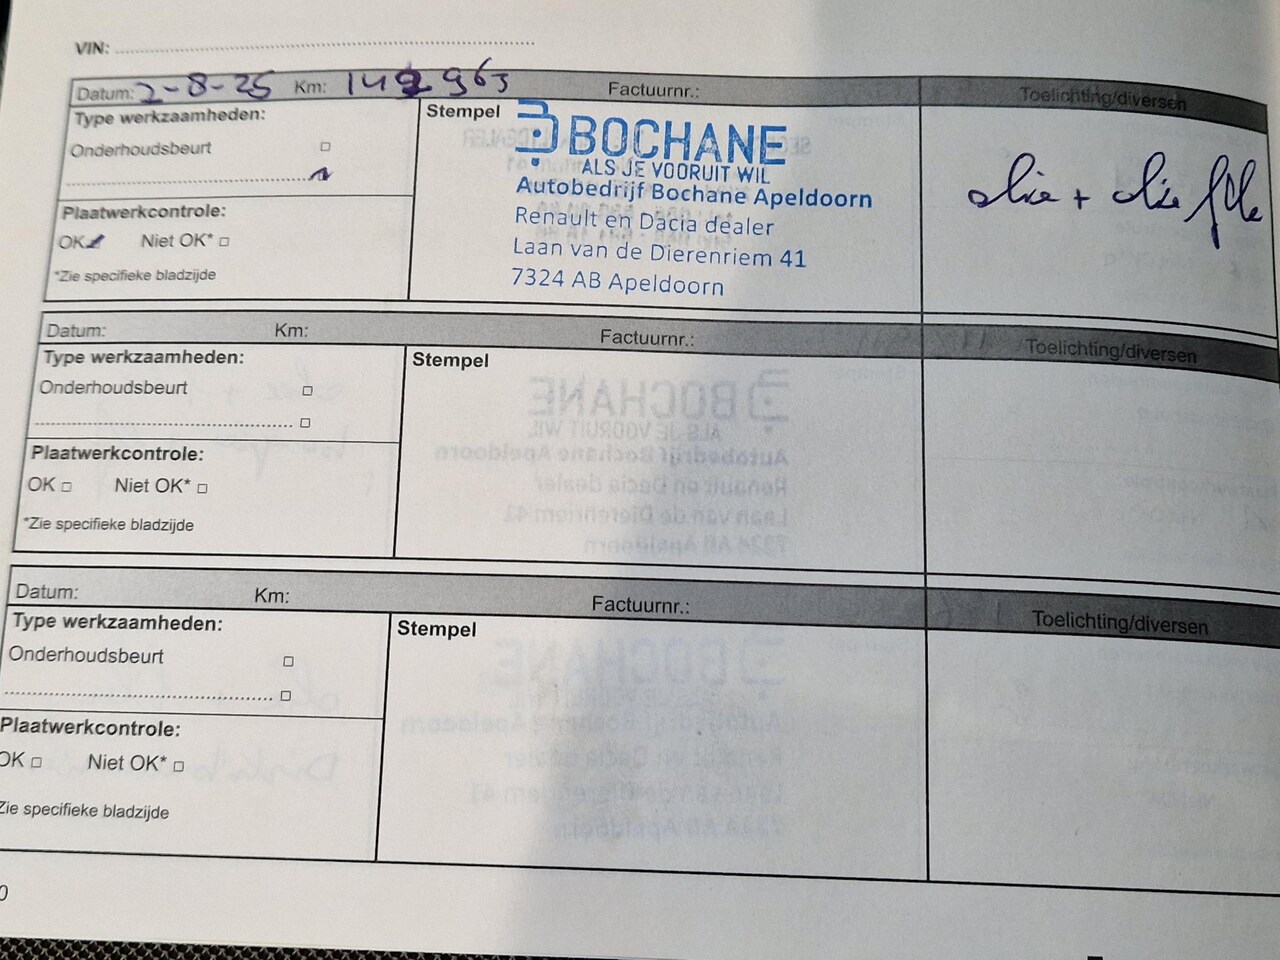 VIN:
Datum: 2-8-25 Km: 142 963 Factuurnr.: Toelichting/diversen
Type werkzaamheden:
Onderhoudsbeurt
Plaatwerkcontrole:
OK Niet OK*
*Zie specifieke bladzijde
Stempel
BOCHANE
ALS JE VOORUIT WIL
Autobedrijf Bochane Apeldoorn
Renault en Dacia dealer
Laan van de Dierenriem 41
7324 AB Apeldoorn
olie + olie filter
Datum: Km: Factuurnr.: Toelichting/diversen
Type werkzaamheden:
Onderhoudsbeurt
Plaatwerkcontrole:
OK Niet OK*
*Zie specifieke bladzijde
Stempel
Datum: Km: Factuurnr.: Toelichting/diversen
Type werkzaamheden:
Onderhoudsbeurt
Plaatwerkcontrole:
OK Niet OK*
Zie specifieke bladzijde
Stempel
0